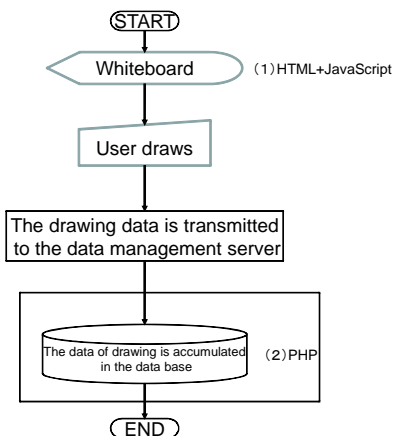 START
Whiteboard
（1）HTML+JavaScript
User draws
The drawing data is transmitted
to the data management server
The data of drawing is accumulated
in the data base
（2）PHP
END